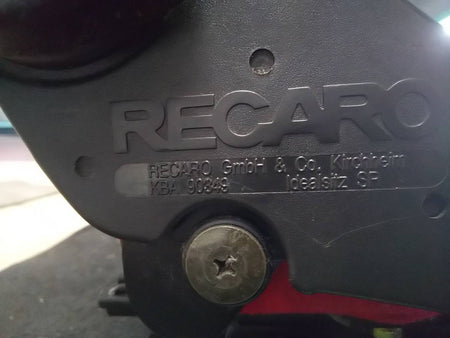 RECARO
RECARO GmbH & Co. Kirchheim
KBA 90349 Idealsitz SP